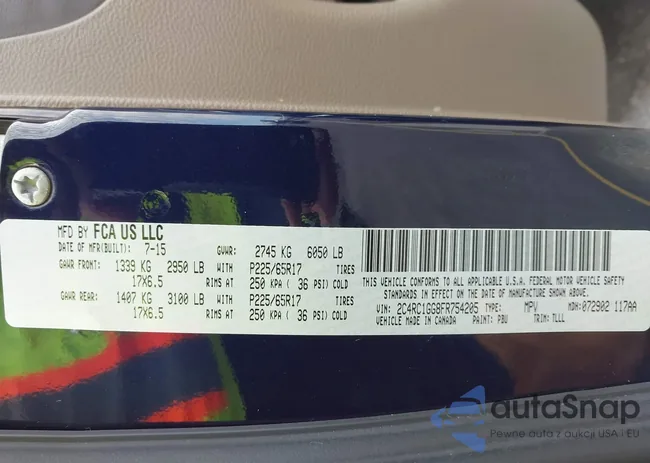 MFD BY FCA US LLC
DATE OF MFR(BUILT): 7-15 GVWR: 2745 KG 6050 LB
GAWR FRONT: 1339 KG 2950 LB WITH P225/65R17 TIRES
17X6.5 RIMS AT 250 KPA ( 36 PSI) COLD
GAWR REAR: 1407 KG 3100 LB WITH P225/65R17 TIRES
17X6.5 RIMS AT 250 KPA ( 36 PSI) COLD
THIS VEHICLE CONFORMS TO ALL APPLICABLE U.S.A. FEDERAL MOTOR VEHICLE SAFETY
STANDARDS IN EFFECT ON THE DATE OF MANUFACTURE SHOWN ABOVE.
VIN: 2C4RC1GG8FR754205 TYPE: MPV MDH: 072902 117AA
VEHICLE MADE IN CANADA PAINT: PBU TRIM: TLLL
autaSnap
Pewne auta z aukcji USA i EU